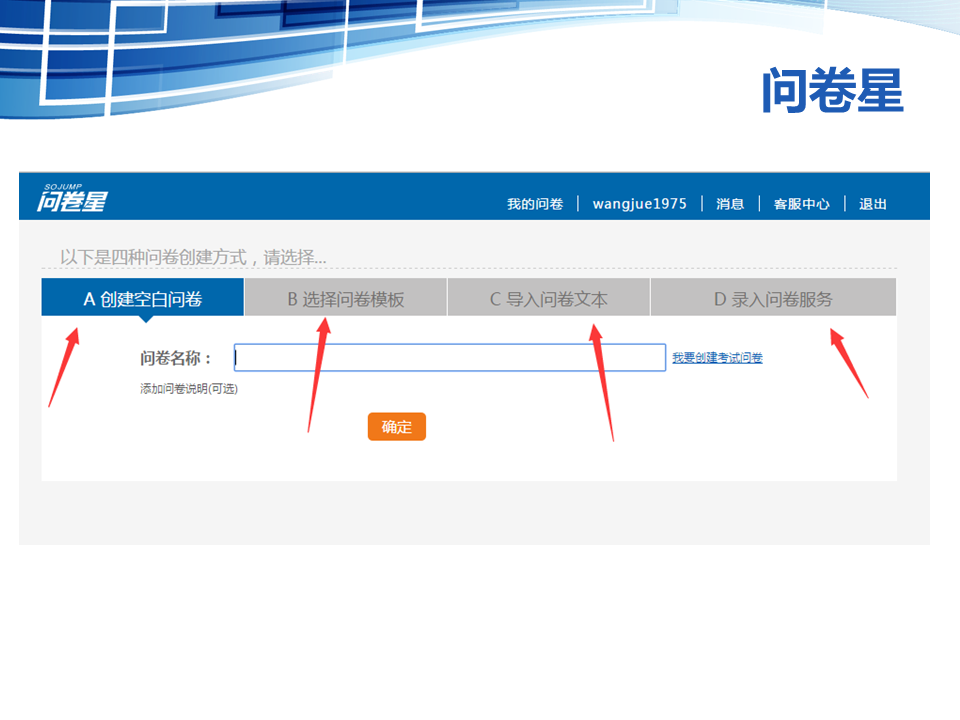 问卷星
SOJUMP
问卷星
我的问卷 | wangjue1975 | 消息 | 客服中心 | 退出
以下是四种问卷创建方式，请选择...
A 创建空白问卷 B 选择问卷模板 C 导入问卷文本 D 录入问卷服务
问卷名称： 我要创建考试问卷
添加问卷说明(可选)
确定